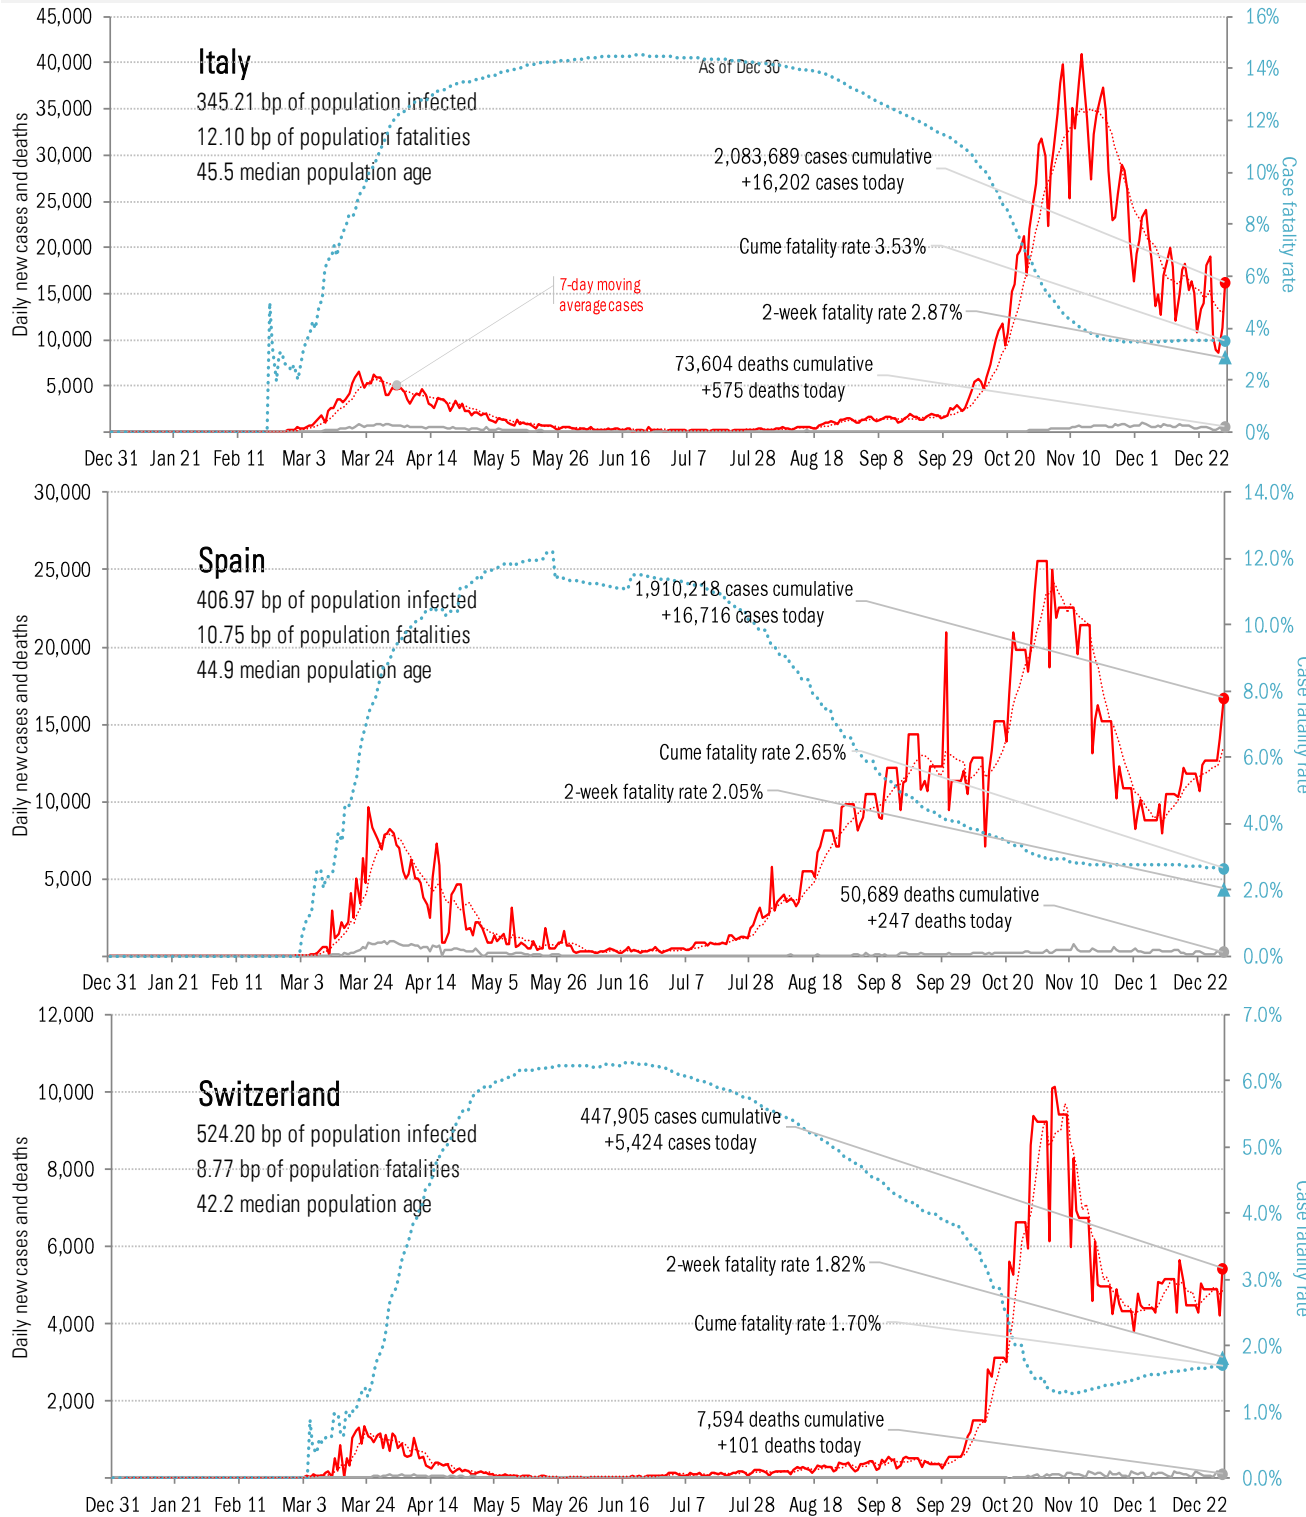 45,000
40,000
35,000
30,000
25,000
20,000
15,000
10,000
5,000
Daily new cases and deaths
16%
14%
12%
10%
8%
6%
4%
2%
0%
Case fatality rate
Italy
345.21 bp of population infected
12.10 bp of population fatalities
45.5 median population age
As of Dec 30
2,083,689 cases cumulative
+16,202 cases today
Cume fatality rate 3.53%
7-day moving
average cases
2-week fatality rate 2.87%
73,604 deaths cumulative
+575 deaths today
Dec 31 Jan 21 Feb 11 Mar 3 Mar 24 Apr 14 May 5 May 26 Jun 16 Jul 7 Jul 28 Aug 18 Sep 8 Sep 29 Oct 20 Nov 10 Dec 1 Dec 22
30,000
25,000
20,000
15,000
10,000
5,000
Daily new cases and deaths
14.0%
12.0%
10.0%
8.0%
6.0%
4.0%
2.0%
0.0%
Case fatality rate
Spain
406.97 bp of population infected
10.75 bp of population fatalities
44.9 median population age
1,910,218 cases cumulative
+16,716 cases today
Cume fatality rate 2.65%
2-week fatality rate 2.05%
50,689 deaths cumulative
+247 deaths today
Dec 31 Jan 21 Feb 11 Mar 3 Mar 24 Apr 14 May 5 May 26 Jun 16 Jul 7 Jul 28 Aug 18 Sep 8 Sep 29 Oct 20 Nov 10 Dec 1 Dec 22
12,000
10,000
8,000
6,000
4,000
2,000
Daily new cases and deaths
7.0%
6.0%
5.0%
4.0%
3.0%
2.0%
1.0%
0.0%
Case fatality rate
Switzerland
524.20 bp of population infected
8.77 bp of population fatalities
42.2 median population age
447,905 cases cumulative
+5,424 cases today
2-week fatality rate 1.82%
Cume fatality rate 1.70%
7,594 deaths cumulative
+101 deaths today
Dec 31 Jan 21 Feb 11 Mar 3 Mar 24 Apr 14 May 5 May 26 Jun 16 Jul 7 Jul 28 Aug 18 Sep 8 Sep 29 Oct 20 Nov 10 Dec 1 Dec 22